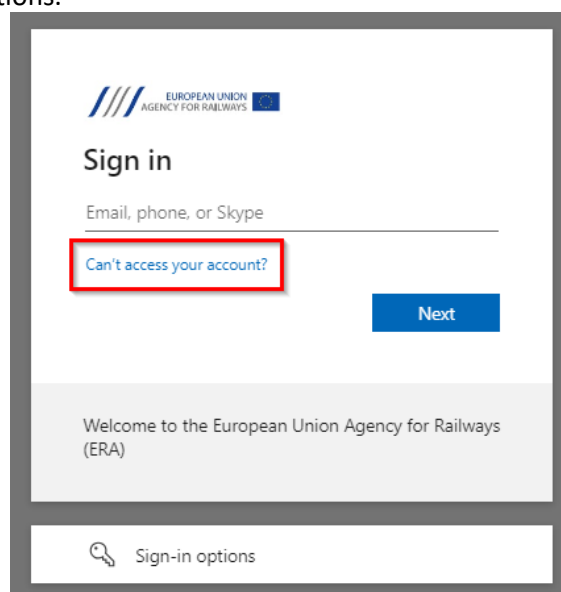 tions.
EUROPEAN UNION
AGENCY FOR RAILWAYS
Sign in
Email, phone, or Skype
Can't access your account?
Next
Welcome to the European Union Agency for Railways
(ERA)
Sign-in options